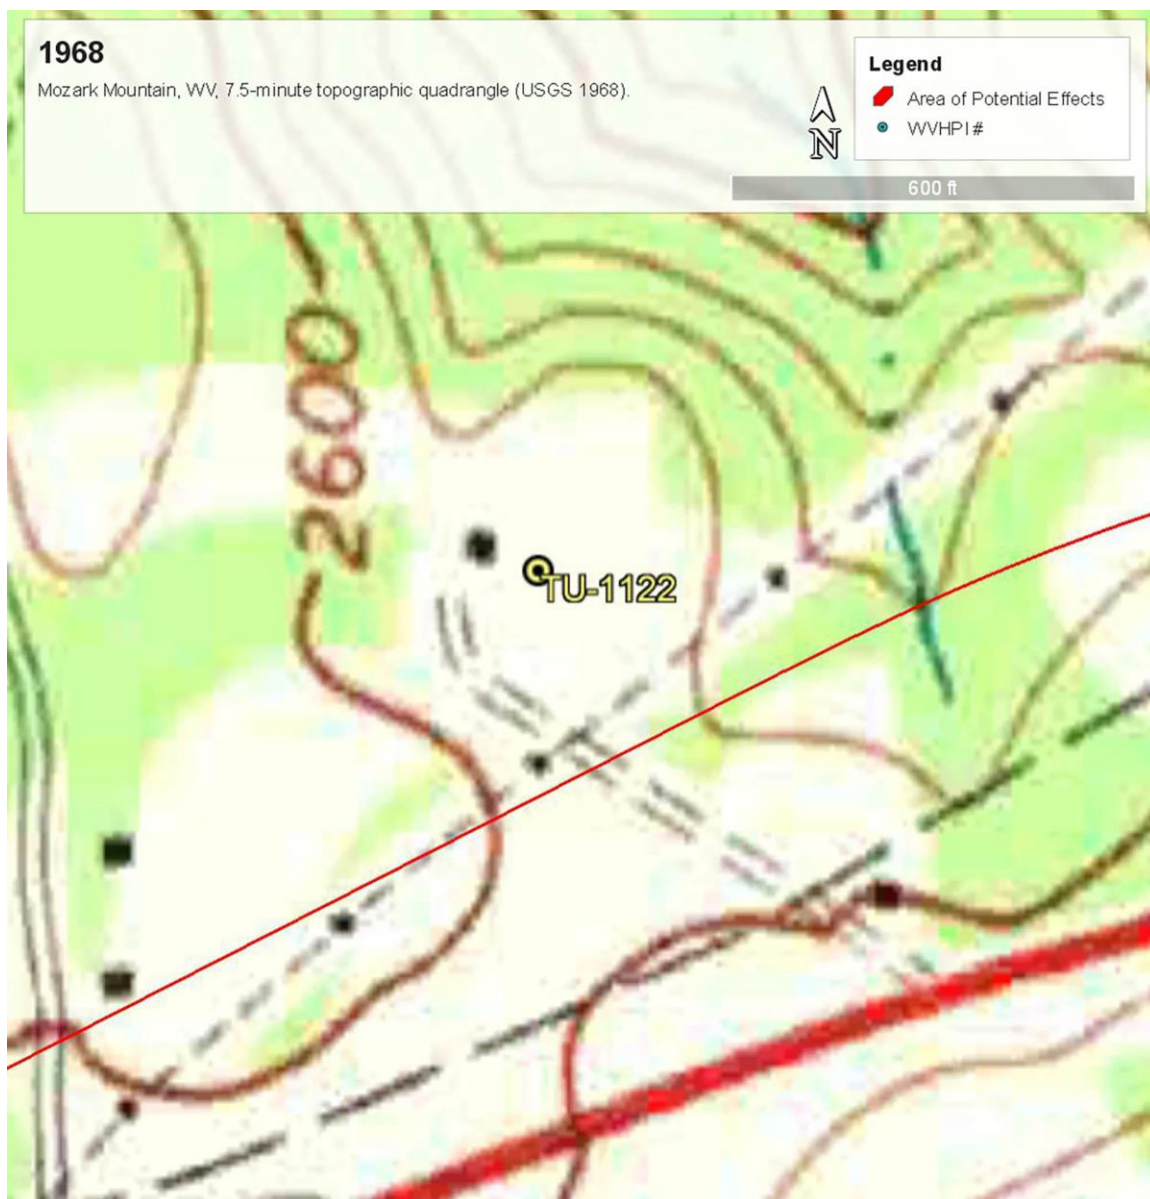 1968
Mozark Mountain, WV, 7.5-minute topographic quadrangle (USGS 1968).
N
Legend
Area of Potential Effects
WVHPI #
600 ft
2600
TU-1122